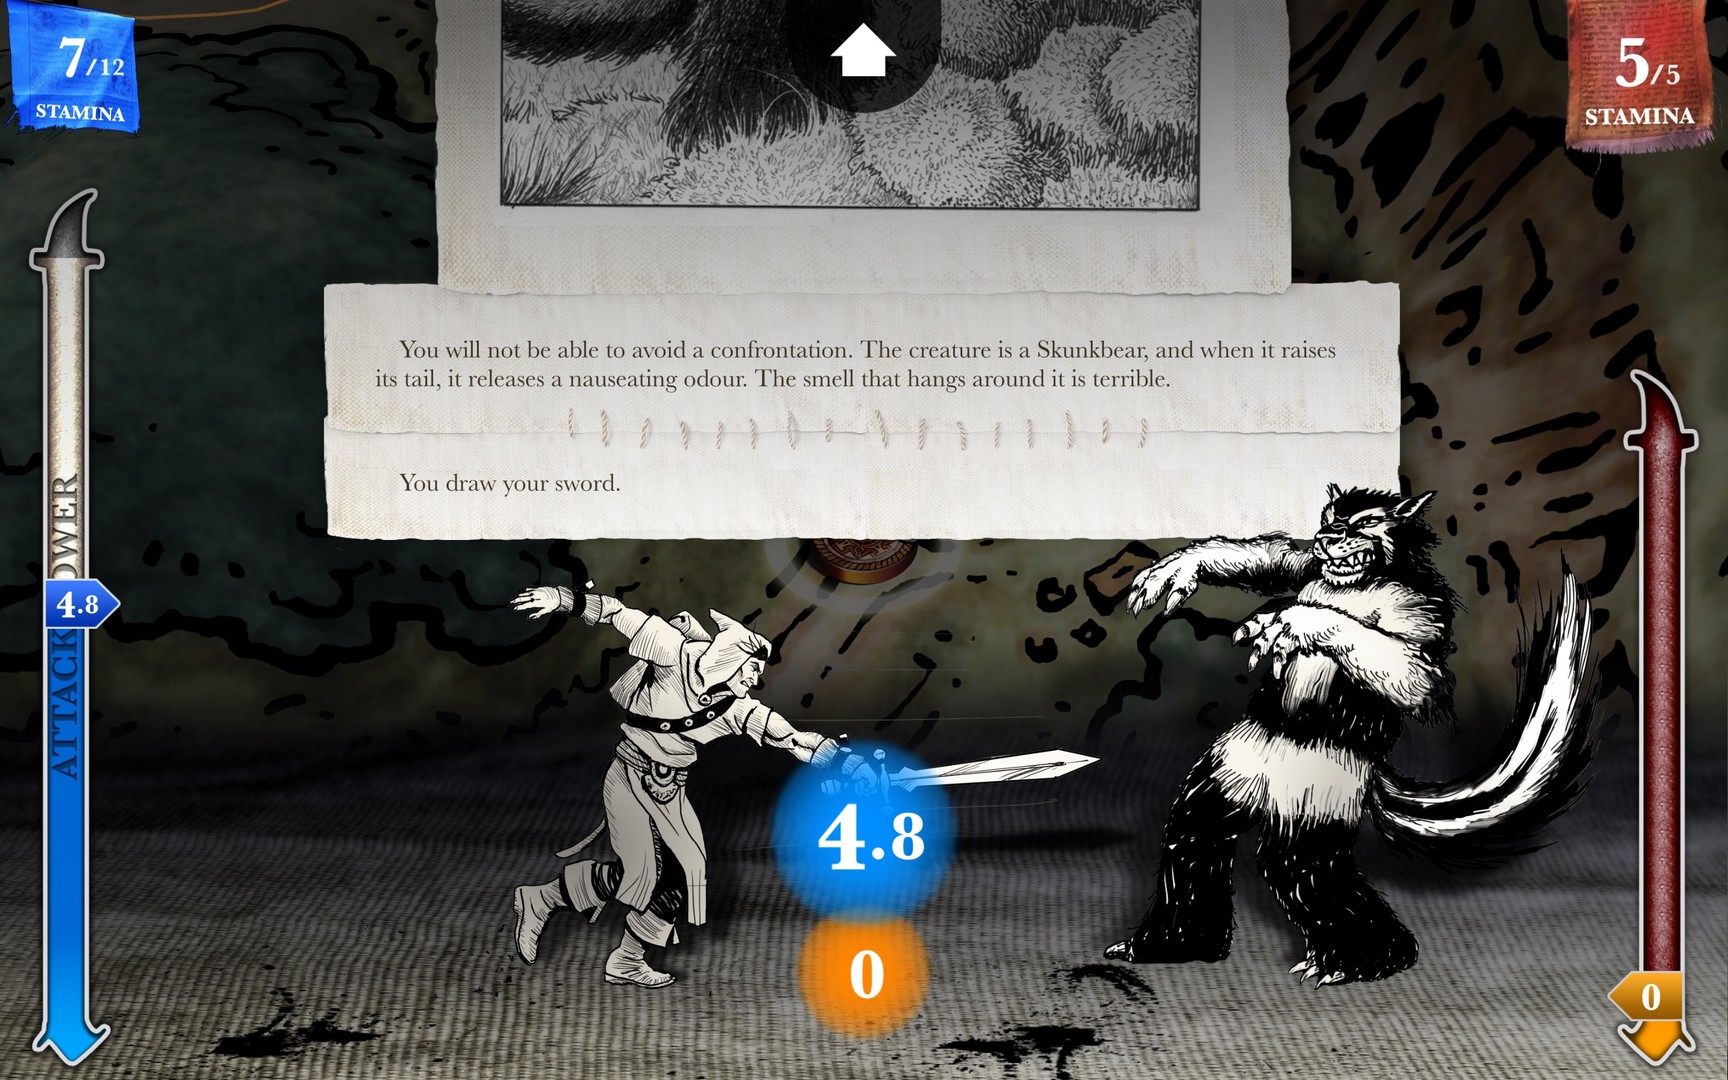 7/12
STAMINA
5/5
STAMINA
You will not be able to avoid a confrontation. The creature is a Skunkbear, and when it raises
its tail, it releases a nauseating odour. The smell that hangs around it is terrible.
You draw your sword.
ATTACK POWER
4.8
4.8
0
0